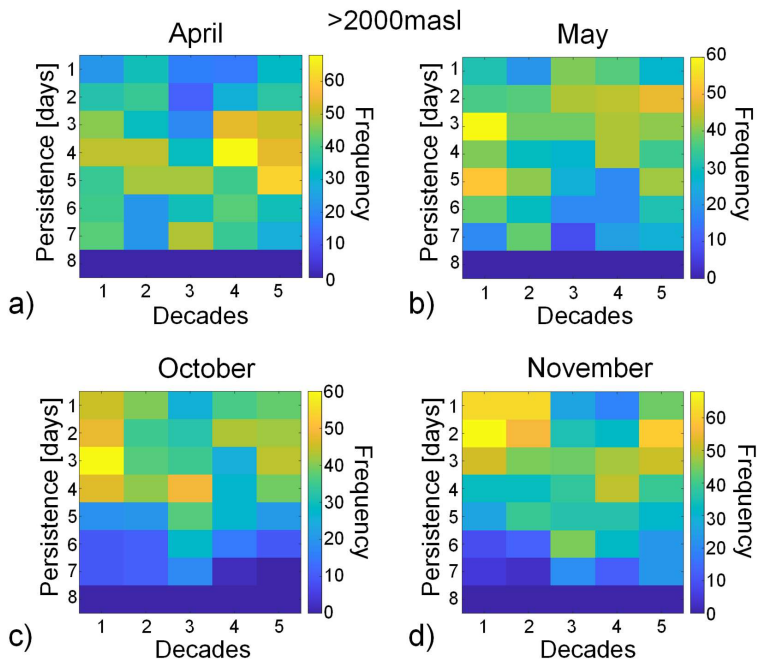 >2000masl
April
May
Persistence [days]
1
2
3
4
5
6
7
8
1 2 3 4 5
Decades
60
50
40
30
20
10
0
Frequency
a)
Persistence [days]
1
2
3
4
5
6
7
8
1 2 3 4 5
Decades
60
50
40
30
20
10
0
Frequency
b)
October
November
Persistence [days]
1
2
3
4
5
6
7
8
1 2 3 4 5
Decades
60
50
40
30
20
10
0
Frequency
c)
Persistence [days]
1
2
3
4
5
6
7
8
1 2 3 4 5
Decades
60
50
40
30
20
10
0
Frequency
d)